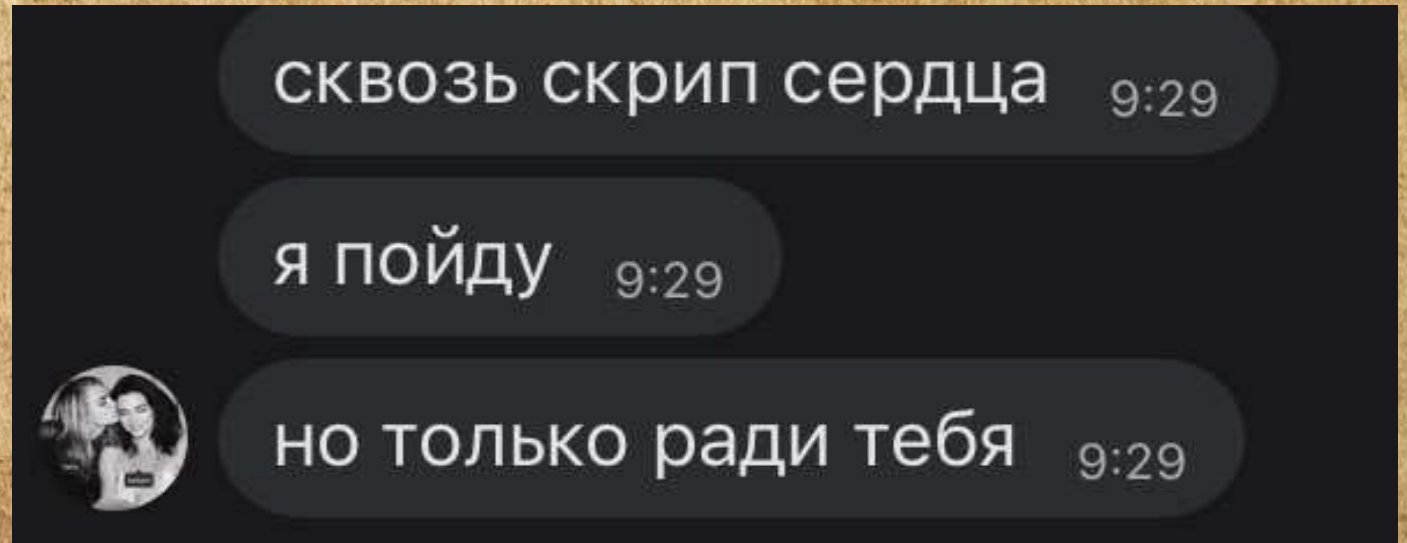 сквозь скрип сердца 9:29
я пойду 9:29
но только ради тебя 9:29